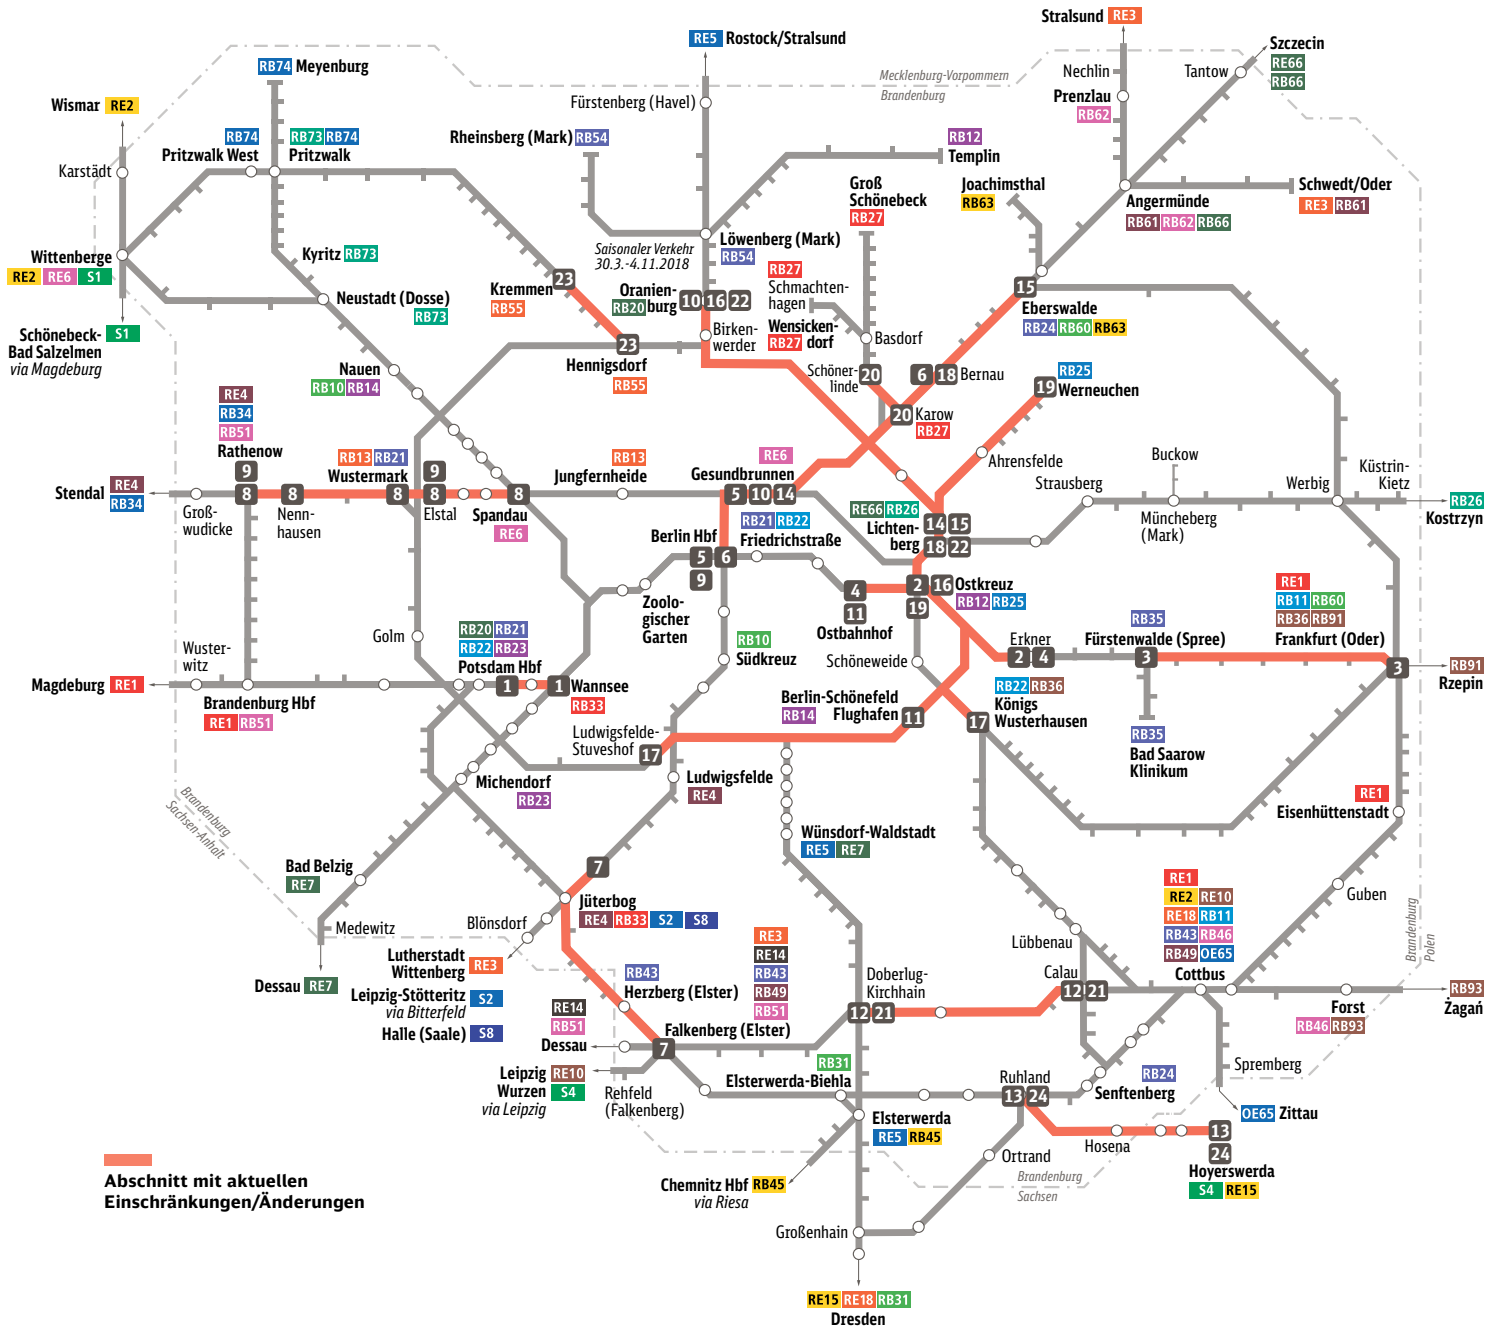 Stralsund RE3
RE5 Rostock/Stralsund
Szczecin
RE66
RB66
Nechlin
Tantow
RB74 Meyenburg
Mecklenburg-Vorpommern
Brandenburg
Prenzlau
RB62
Wismar RE2
Fürstenberg (Havel)
RB74
RB73 RB74
Pritzwalk West
Pritzwalk
Rheinsberg (Mark) RB54
RB12
Templin
Karstädt
Groß
Schönebeck
RB27
Joachimsthal
RB63
Angermünde
RB61 RB62 RB66
Schwedt/Oder
RE3 RB61
Wittenberge
RE2 RE6 S1
Kyritz RB73
Saisonaler Verkehr
30.3.-4.11.2018
Löwenberg (Mark)
RB54
RB27
Schmachten-
hagen
Kremmen
RB55
23
Oranien-
RB20 burg
10 16 22
15
Eberswalde
RB24 RB60 RB63
Neustadt (Dosse)
RB73
Schönebeck- S1
Bad Salzelmen
via Magdeburg
Birken-
werder
Wensicken-
RB27 dorf
Basdorf
23
Hennigsdorf
RB55
Nauen
RB10 RB14
Schöner-
linde
20
6 18 Bernau
RB25
19 Werneuchen
RE4
RB34
RB51
Rathenow
20 Karow
RB27
RB13 RB21
Wustermark
RB13
Jungfernheide
RE6
Gesundbrunnen
Ahrensfelde
Buckow
Strausberg
Werbig
Küstrin-
Kietz
Stendal RE4
RB34
Groß-
wudicke
9
8
8
Nenn-
hausen
8
9
8
Elstal
8
Spandau
RE6
5 10 14
RB21 RB22
Friedrichstraße
RE66 RB26
Lichten-
berg
14 15
18 22
Müncheberg
(Mark)
RB26
Kostrzyn
Berlin Hbf
5 6
9
Zoolo-
gischer
Garten
4
11
Ostbahnhof
2 16 Ostkreuz
19 RB12 RB25
RE1
RB11 RB60
RB36 RB91
Frankfurt (Oder)
RB35
Fürstenwalde (Spree)
3
Erkner
2 4
Golm
Wuster-
witz
RB20 RB21
RB22 RB23
Potsdam Hbf
1
1 Wannsee
RB33
RB10
Südkreuz
Schöneweide
3
RB91
Rzepin
Magdeburg RE1
Brandenburg Hbf
RE1 RB51
Berlin-Schönefeld
RB14 Flughafen
11
RB22 RB36
Königs
Wusterhausen
17
RB35
Bad Saarow
Klinikum
Ludwigsfelde-
Stuveshof
17
Michendorf
RB23
Ludwigsfelde
RE4
RE1
Eisenhüttenstadt
Brandenburg
Sachsen-Anhalt
Wünsdorf-Waldstadt
RE5 RE7
Bad Belzig
RE7
7
Medewitz
Blönsdorf
Jüterbog
RE4 RB33 S2 S8
RE1
RE2 RE10
RE18 RB11
RB43 RB46
RB49 OE65
Cottbus
Guben
Brandenburg
Polen
Lübbenau
Calau
12 21
Dessau RE7
Lutherstadt
Wittenberg RE3
Leipzig-Stötteritz S2
via Bitterfeld
Halle (Saale) S8
RB43
Herzberg (Elster)
RE3
RE14
RB43
RB49
RB51
Falkenberg (Elster)
7
Doberlug-
Kirchhain
12 21
RB93
Żagań
Forst
RB46 RB93
RE14
RB51
Dessau
Leipzig RE10
Wurzen S4
via Leipzig
Rehfeld
(Falkenberg)
RB31
Elsterwerda-Biehla
Ruhland
13 24
RB24
Senftenberg
Spremberg
OE65 Zittau
Elsterwerda
RE5 RB45
Hosena
13
24
Hoyerswerda
S4 RE15
Ortrand
Brandenburg
Sachsen
Chemnitz Hbf RB45
via Riesa
Großenhain
RE15 RE18 RB31
Dresden
Abschnitt mit aktuellen
Einschränkungen/Änderungen